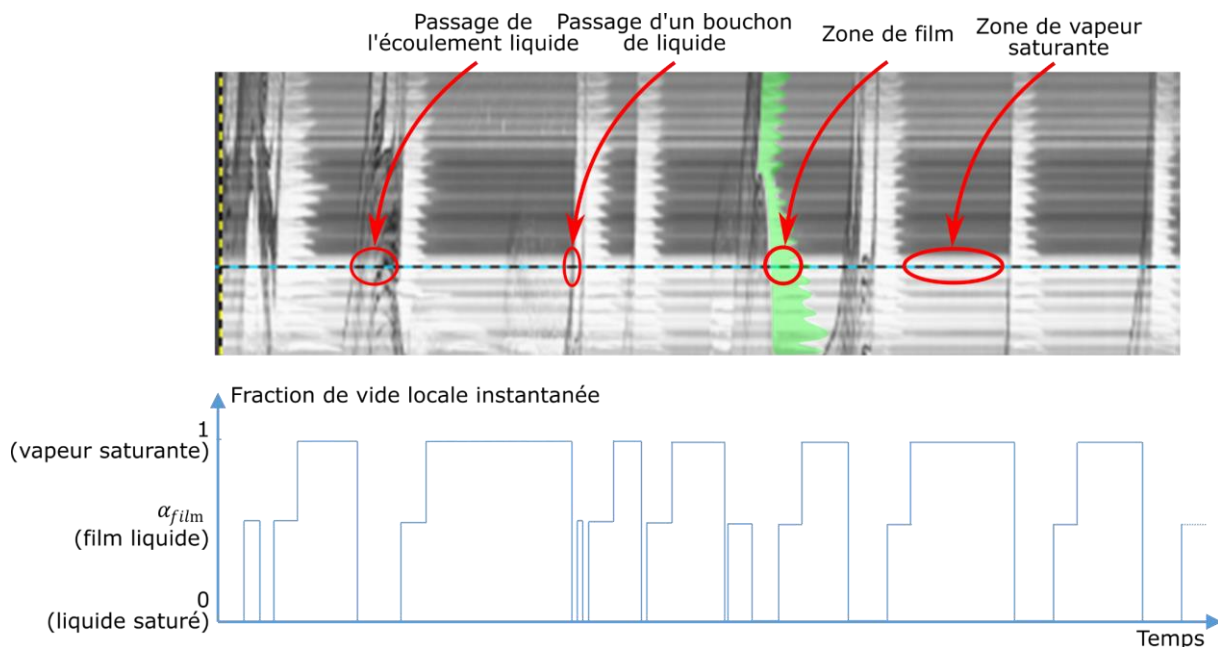 Passage de
l'écoulement liquide
Passage d'un bouchon
de liquide
Zone de film
Zone de vapeur
saturante
Fraction de vide locale instantanée
1
(vapeur saturante)
α_film
(film liquide)
0
(liquide saturé)
Temps